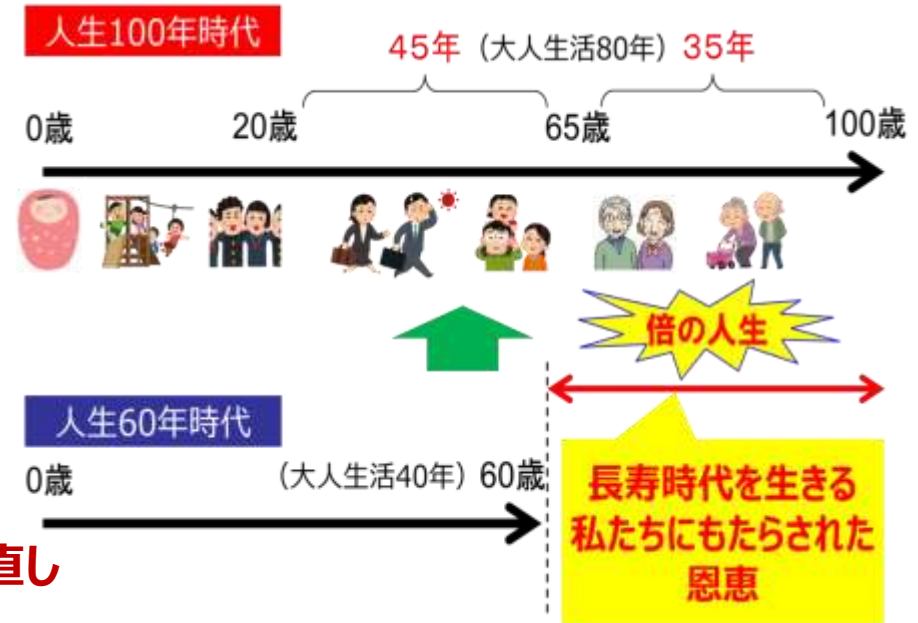 人生100年時代
45年（大人生活80年）35年
0歳 20歳 65歳 100歳
倍の人生
人生60年時代
0歳 （大人生活40年）60歳
長寿時代を生きる
私たちにもたらされた
恩恵
直し